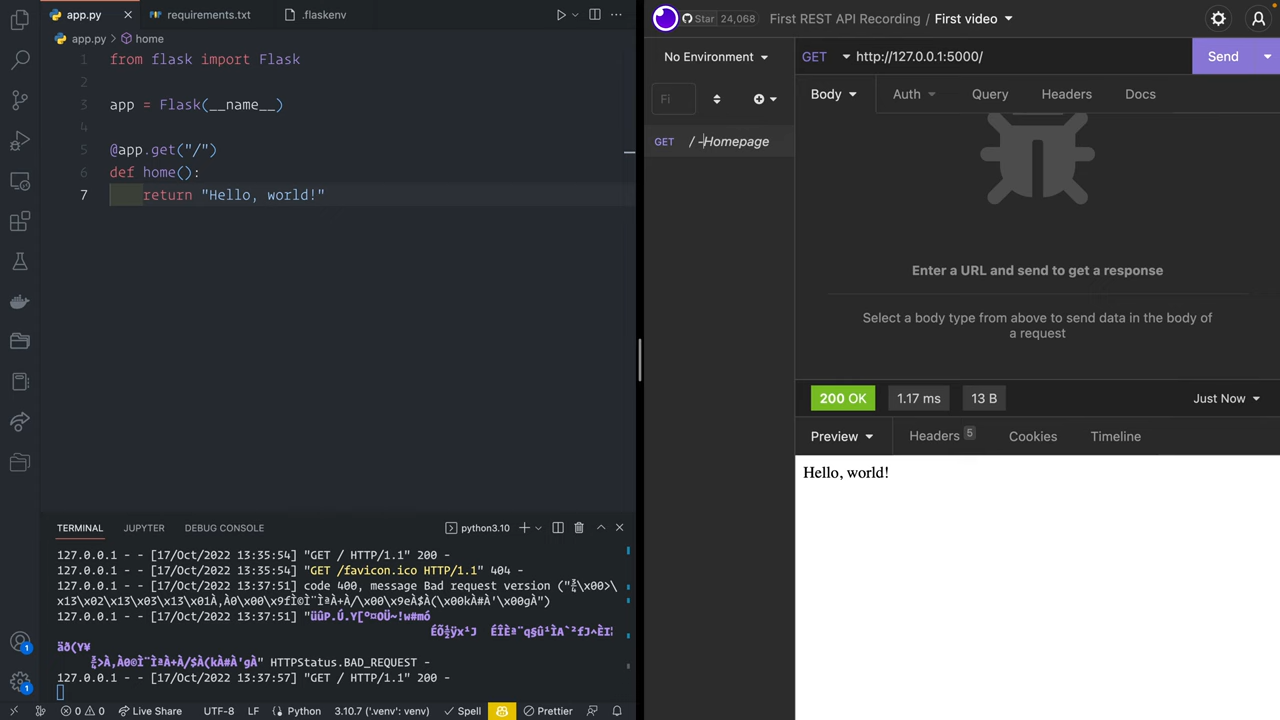 app.py
requirements.txt
.flaskenv
app.py > home
1 from flask import Flask
2
3 app = Flask(__name__)
4
5 @app.get("/")
6 def home():
7 return "Hello, world!"
TERMINAL
JUPYTER
DEBUG CONSOLE
python3.10
127.0.0.1 - - [17/Oct/2022 13:35:54] "GET / HTTP/1.1" 200 -
127.0.0.1 - - [17/Oct/2022 13:35:54] "GET /favicon.ico HTTP/1.1" 404 -
127.0.0.1 - - [17/Oct/2022 13:37:51] code 400, message Bad request version
127.0.0.1 - - [17/Oct/2022 13:37:51]
HTTPStatus.BAD_REQUEST -
127.0.0.1 - - [17/Oct/2022 13:37:57] "GET / HTTP/1.1" 200 -
1
1
0 0
Live Share
UTF-8
LF
Python
3.10.7 ('.venv': venv)
Spell
Prettier
Star 24,068
First REST API Recording / First video
No Environment
GET http://127.0.0.1:5000/
Send
Fi
Body
Auth
Query
Headers
Docs
GET / -Homepage
Enter a URL and send to get a response
Select a body type from above to send data in the body of
a request
200 OK
1.17 ms
13 B
Just Now
Preview
Headers 5
Cookies
Timeline
Hello, world!